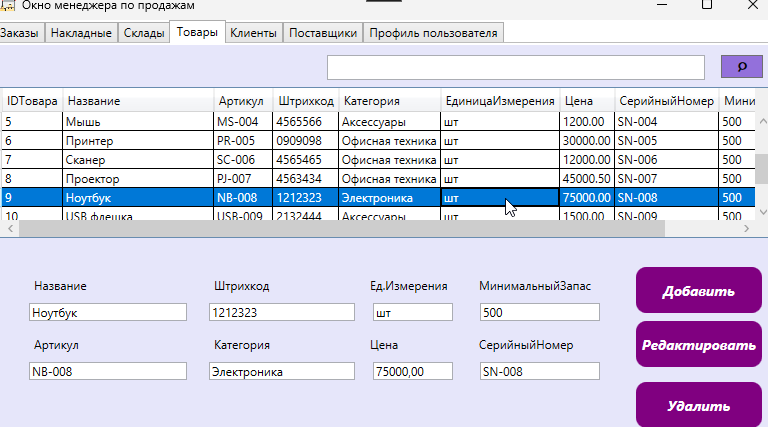 Окно менеджера по продажам
Заказы Накладные Склады Товары Клиенты Поставщики Профиль пользователя
IDТовара Название Артикул Штрихкод Категория ЕдиницаИзмерения Цена СерийныйНомер Мини
5 Мышь MS-004 4565566 Аксессуары шт 1200.00 SN-004 500
6 Принтер PR-005 0909098 Офисная техника шт 30000.00 SN-005 500
7 Сканер SC-006 4565465 Офисная техника шт 12000.00 SN-006 500
8 Проектор PJ-007 4563434 Офисная техника шт 45000.50 SN-007 500
9 Ноутбук NB-008 1212323 Электроника шт 75000.00 SN-008 500
10 USB флешка USB-009 2132444 Аксессуары шт 1500.00 SN-009 500
Название Штрихкод Ед.Измерения МинимальныйЗапас
Ноутбук 1212323 шт 500
Артикул Категория Цена СерийныйНомер
NB-008 Электроника 75000,00 SN-008
Добавить
Редактировать
Удалить